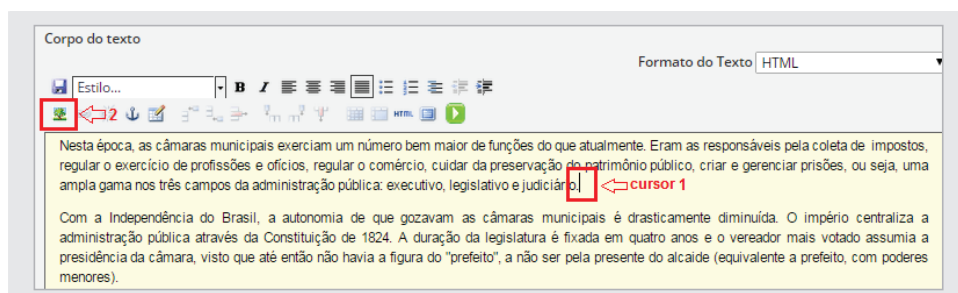 Corpo do texto
Formato do Texto HTML
Estilo... B I
2 HTML
Nesta época, as câmaras municipais exerciam um número bem maior de funções do que atualmente. Eram as responsáveis pela coleta de impostos,
regular o exercício de profissões e ofícios, regular o comércio, cuidar da preservação do patrimônio público, criar e gerenciar prisões, ou seja, uma
ampla gama nos três campos da administração pública: executivo, legislativo e judiciário. cursor 1
Com a Independência do Brasil, a autonomia de que gozavam as câmaras municipais é drasticamente diminuída. O império centraliza a
administração pública através da Constituição de 1824. A duração da legislatura é fixada em quatro anos e o vereador mais votado assumia a
presidência da câmara, visto que até então não havia a figura do "prefeito", a não ser pela presente do alcaide (equivalente a prefeito, com poderes
menores).